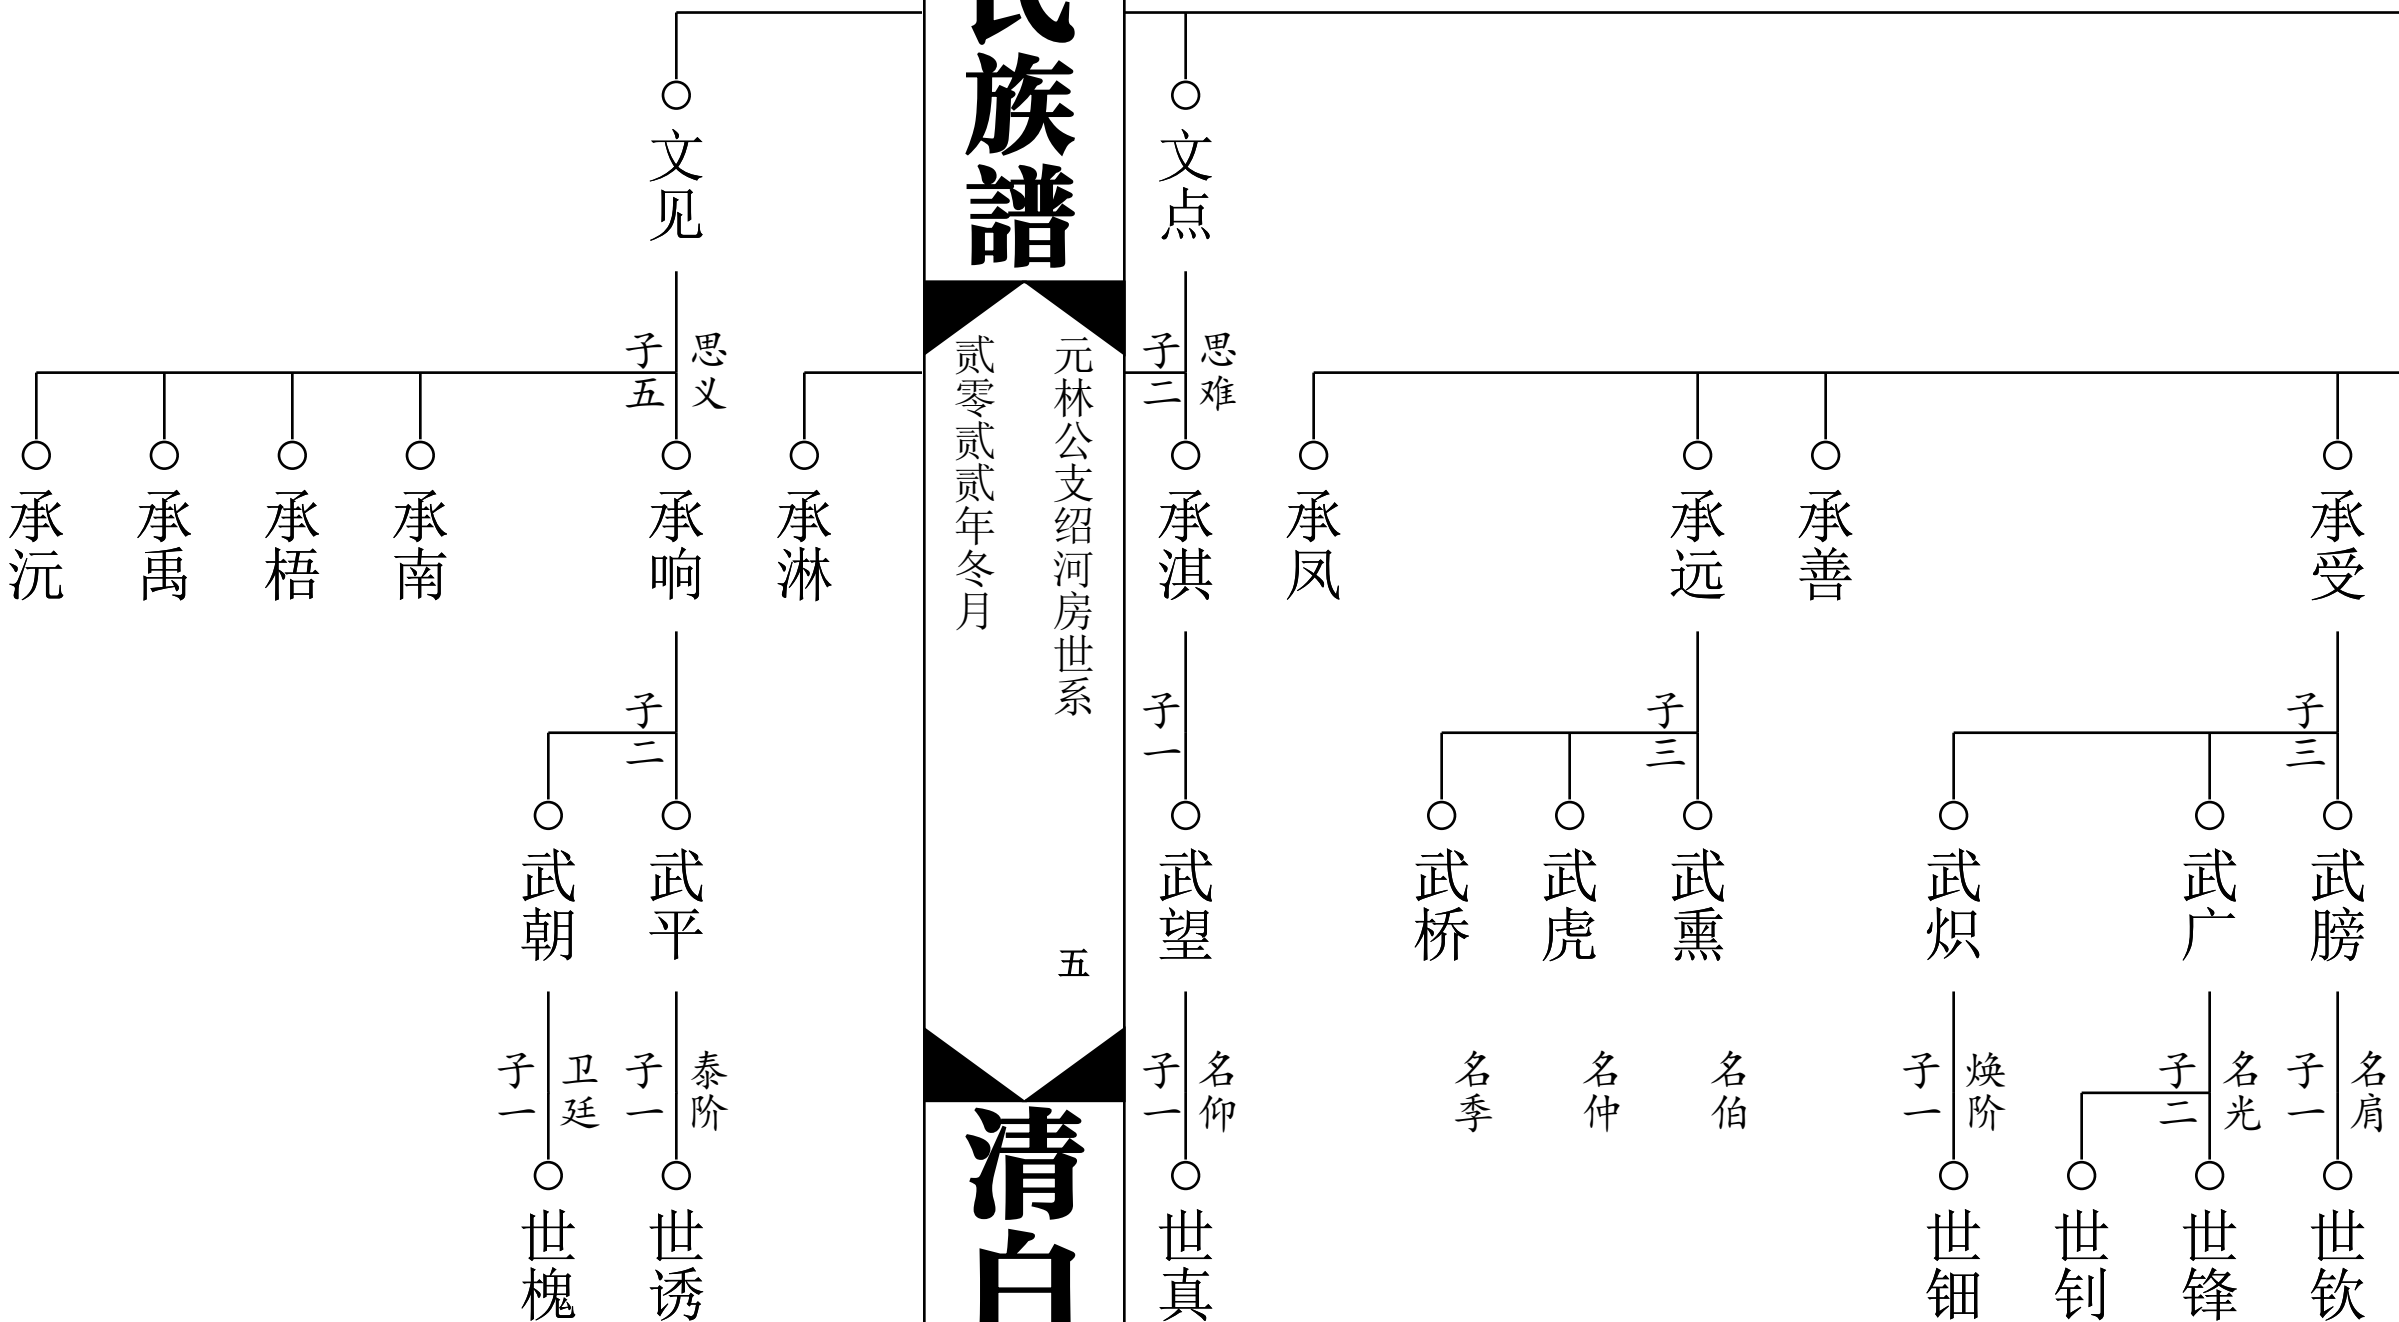 文点
思难
子二
承受
承善
承远
承凤
承淇
子三
子三
子一
武膀
武广
武炽
武熏
武虎
武桥
武望
名肩
子一
名光
子二
焕阶
子一
名伯
名仲
名季
名仰
子一
世钦
世锋
世钊
世钿
世真
族譜
元林公支绍河房世系
贰零贰贰年冬月
五
清白
文见
思义
子五
承淋
承响
承南
承梧
承禹
承沅
子二
武平
武朝
泰阶
子一
卫廷
子一
世诱
世槐